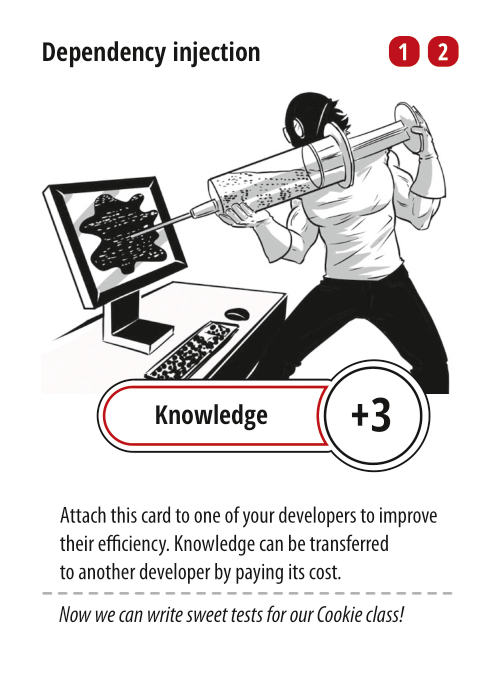 Dependency injection 1 2
Knowledge +3
Attach this card to one of your developers to improve
their efficiency. Knowledge can be transferred
to another developer by paying its cost.
Now we can write sweet tests for our Cookie class!